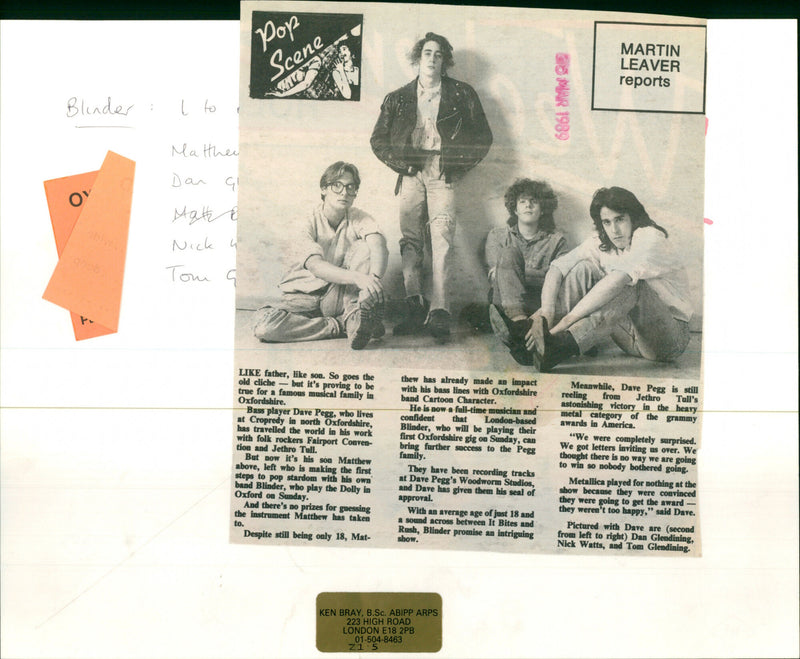 Pop
Scene
MARTIN
LEAVER
reports
06 MAR 1989
Blinder : L to
Matthew
Dan G
Nick W
Tom G
LIKE father, like son. So goes the
old cliche — but it's proving to be
true for a famous musical family in
Oxfordshire.
Bass player Dave Pegg, who lives
at Cropredy in north Oxfordshire,
has travelled the world in his work
with folk rockers Fairport Conven-
tion and Jethro Tull.
But now it's his son Matthew
above, left who is making the first
steps to pop stardom with his own
band Blinder, who play the Dolly in
Oxford on Sunday.
And there's no prizes for guessing
the instrument Matthew has taken
to.
Despite still being only 18, Mat-
thew has already made an impact
with his bass lines with Oxfordshire
band Cartoon Character.
He is now a full-time musician and
confident that London-based
Blinder, who will be playing their
first Oxfordshire gig on Sunday, can
bring further success to the Pegg
family.
They have been recording tracks
at Dave Pegg's Woodworm Studios,
and Dave has given them his seal of
approval.
With an average age of just 18 and
a sound across between It Bites and
Rush, Blinder promise an intriguing
show.
Meanwhile, Dave Pegg is still
reeling from Jethro Tull's
astonishing victory in the heavy
metal category of the grammy
awards in America.
"We were completely surprised.
We got letters inviting us over. We
thought there is no way we are going
to win so nobody bothered going.
Metallica played for nothing at the
show because they were convinced
they were going to get the award —
they weren't too happy," said Dave.
Pictured with Dave are (second
from left to right) Dan Glendining,
Nick Watts, and Tom Glendining.
KEN BRAY, B.Sc. ABIPP ARPS
223 HIGH ROAD
LONDON E18 2PB
01-504-8463